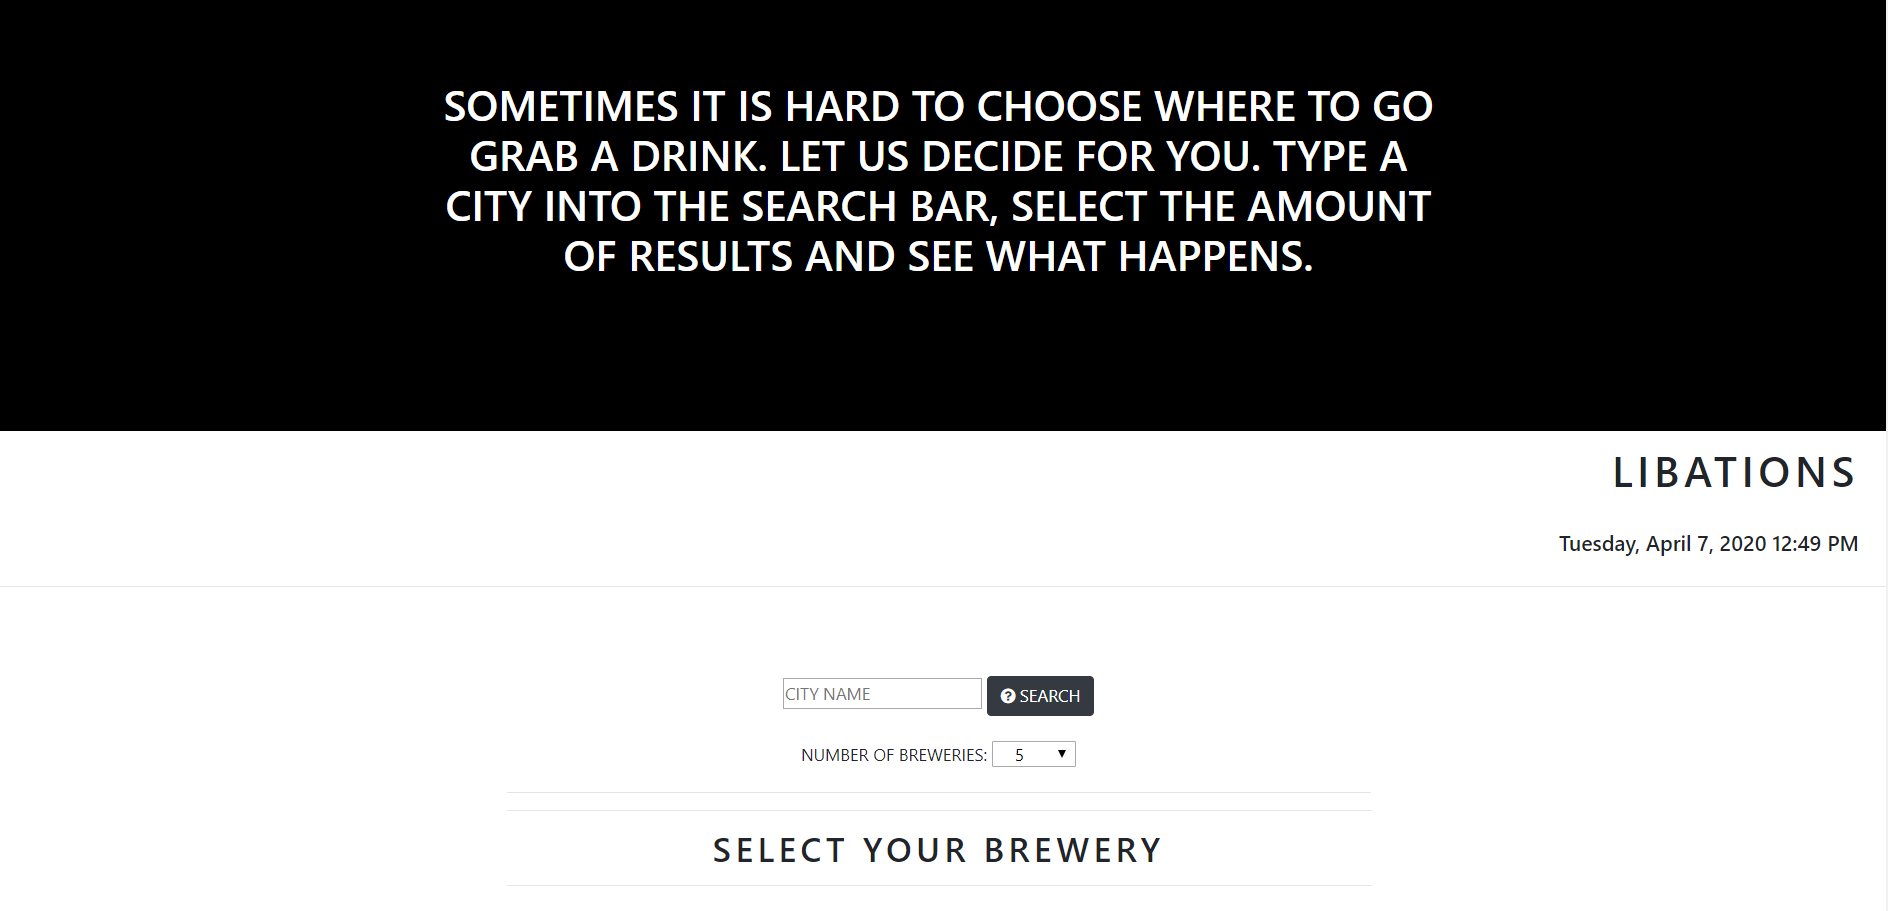 SOMETIMES IT IS HARD TO CHOOSE WHERE TO GO
GRAB A DRINK. LET US DECIDE FOR YOU. TYPE A
CITY INTO THE SEARCH BAR, SELECT THE AMOUNT
OF RESULTS AND SEE WHAT HAPPENS.
LIBATIONS
Tuesday, April 7, 2020 12:49 PM
CITY NAME
SEARCH
NUMBER OF BREWERIES: 5
SELECT YOUR BREWERY